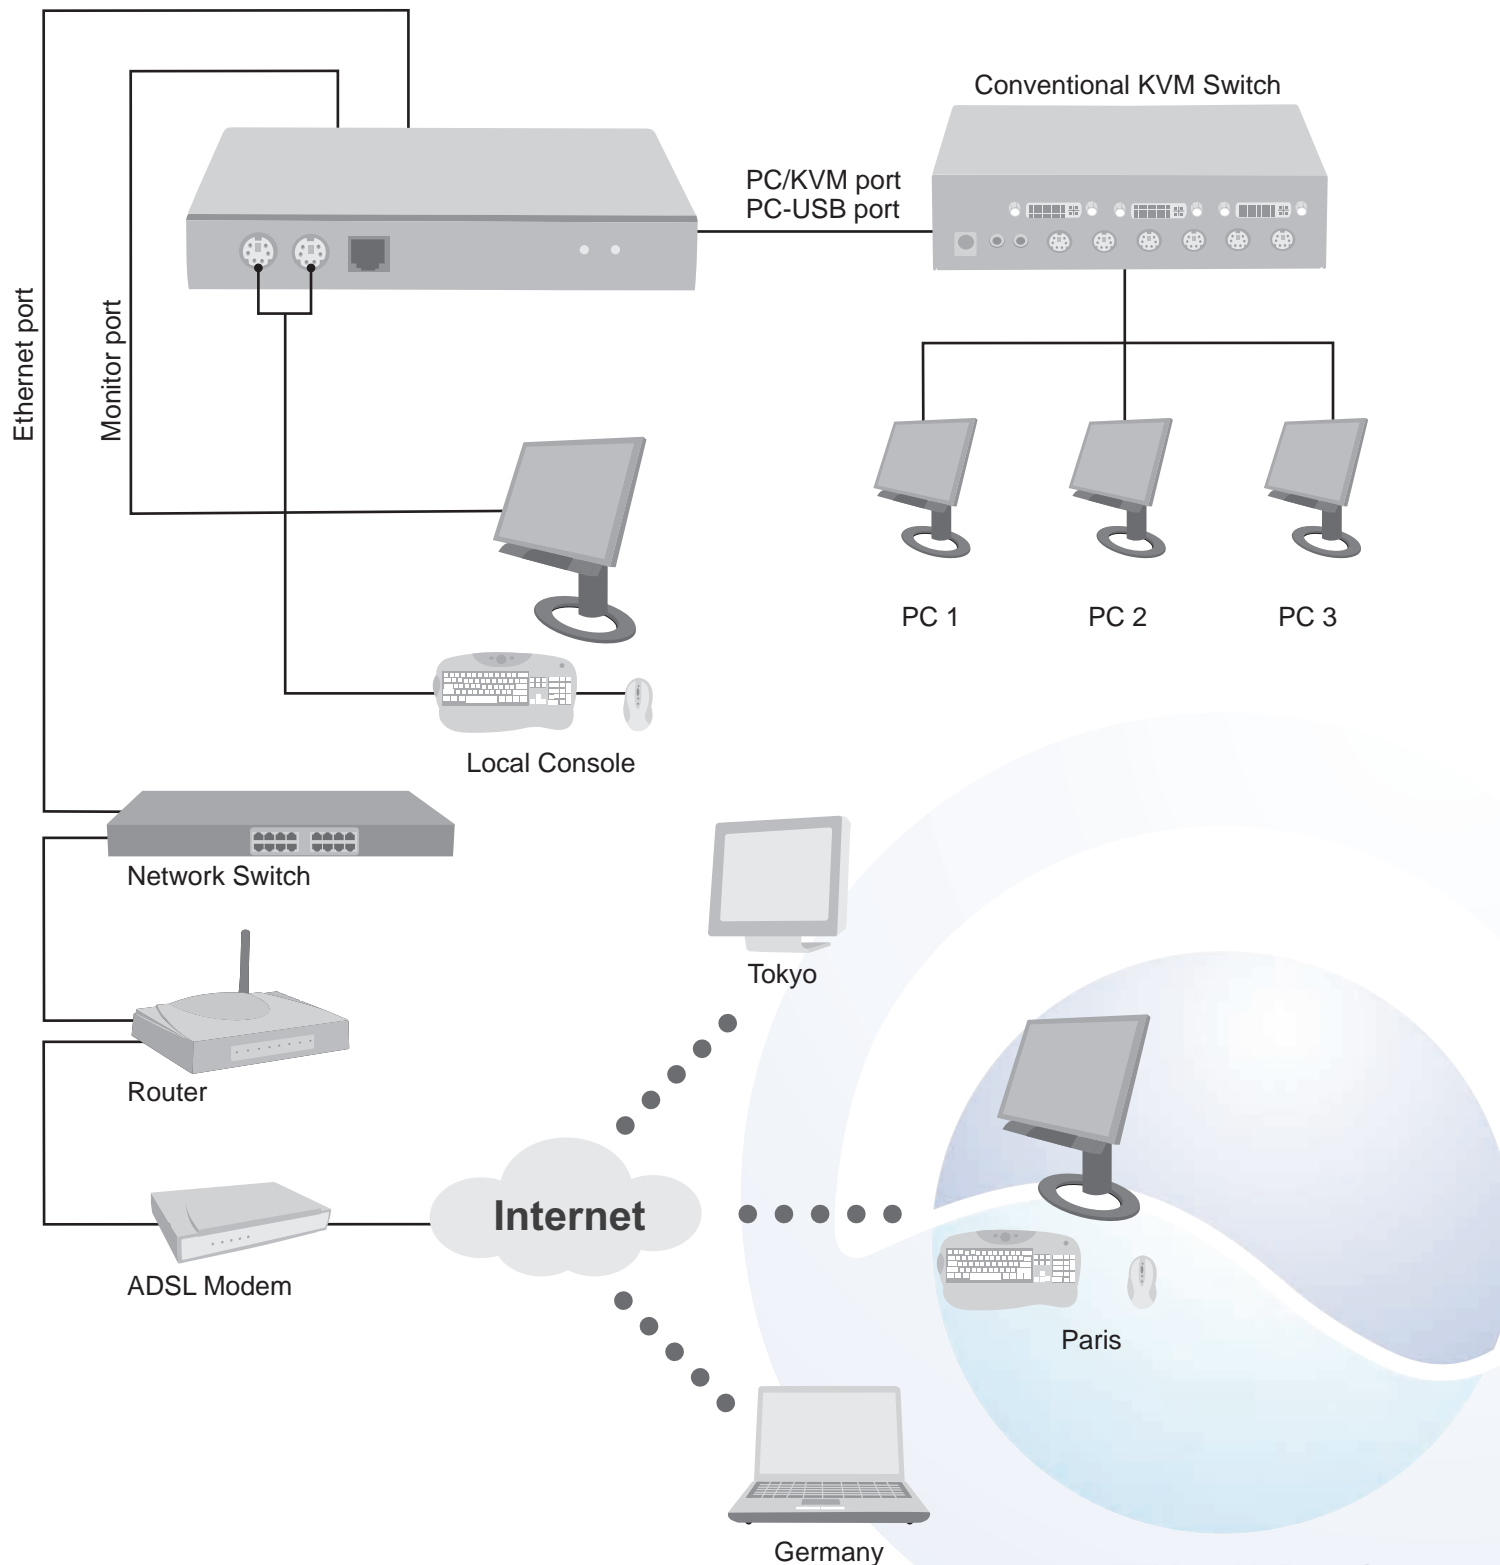 Conventional KVM Switch
PC/KVM port
PC-USB port
Ethernet port
Monitor port
PC 1
PC 2
PC 3
Local Console
Network Switch
Tokyo
Router
Internet
ADSL Modem
Paris
Germany